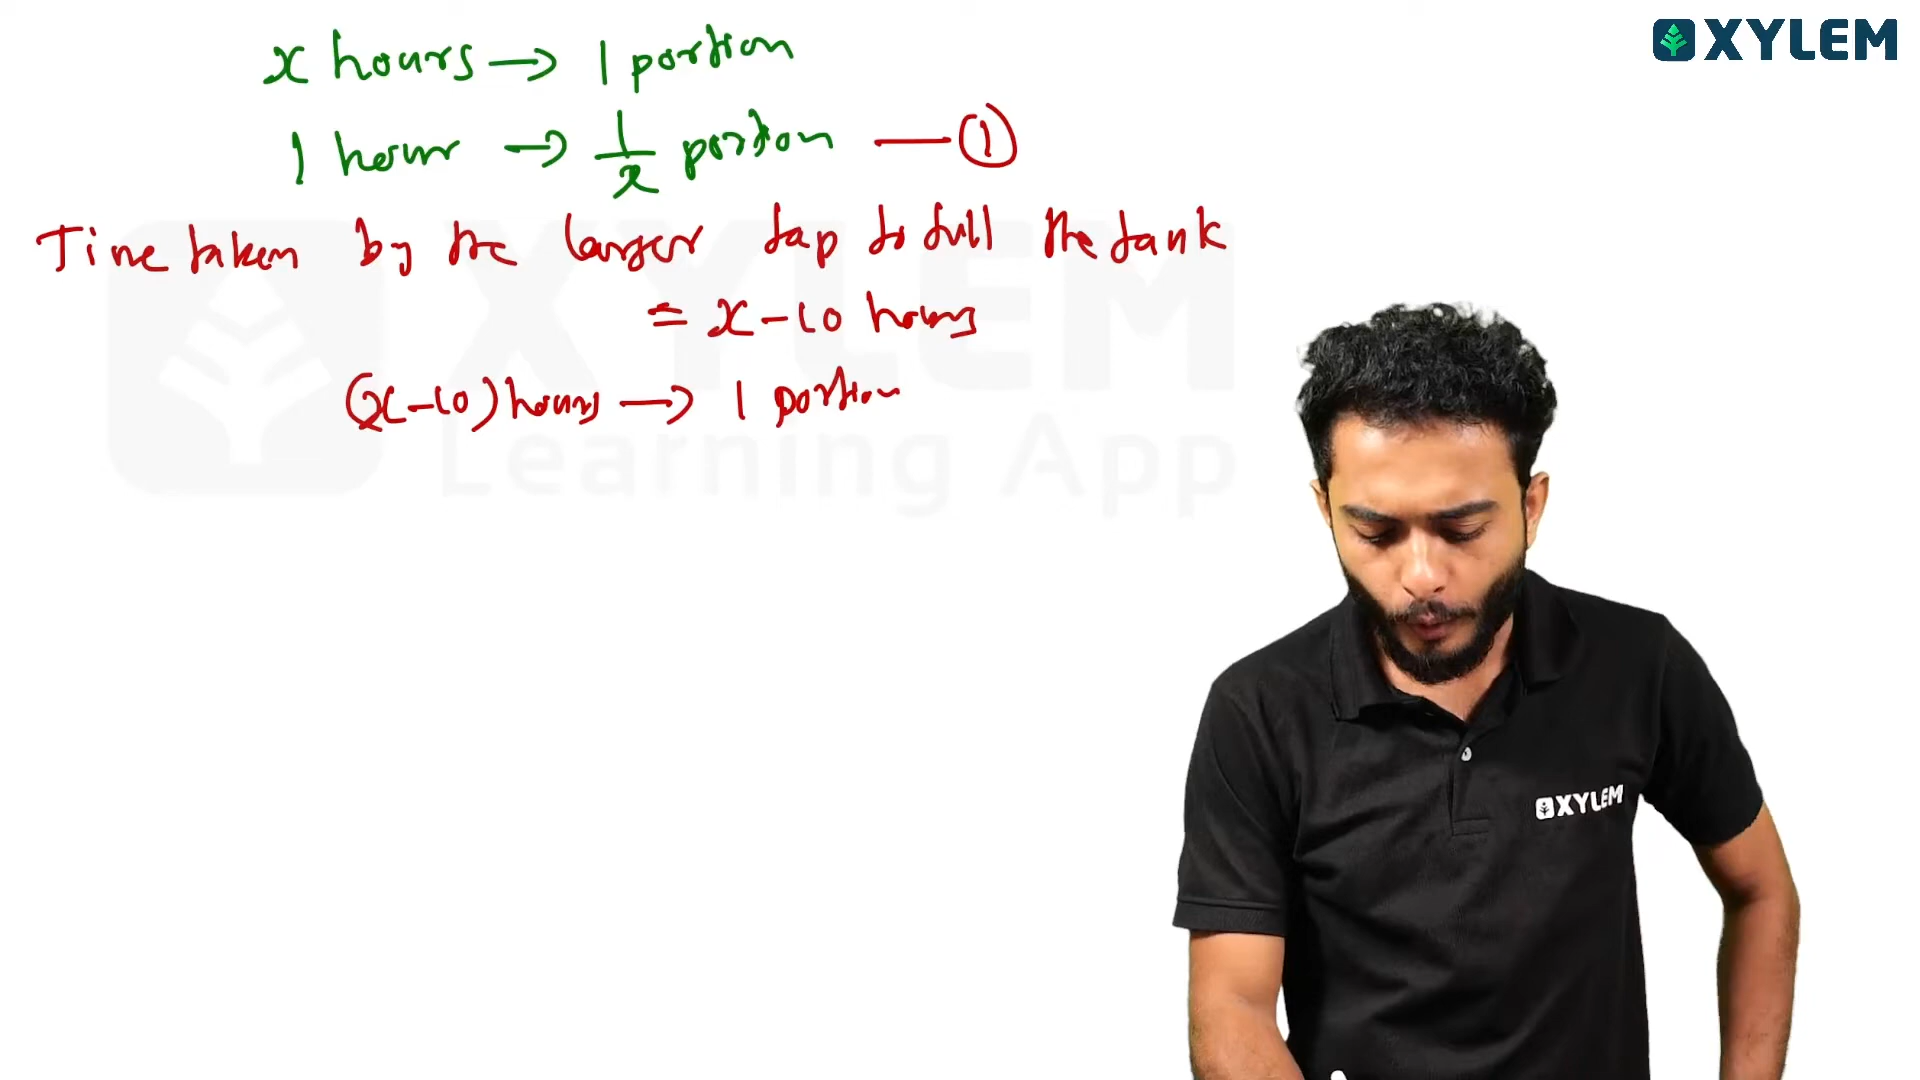 XYLEM
x hours → 1 portion
1 hour → 1/x portion — ①
Time taken by the larger tap to full the tank
= x - 10 hours
(x-10) hours → 1 portion
XYLEM
Learning App
XYLEM